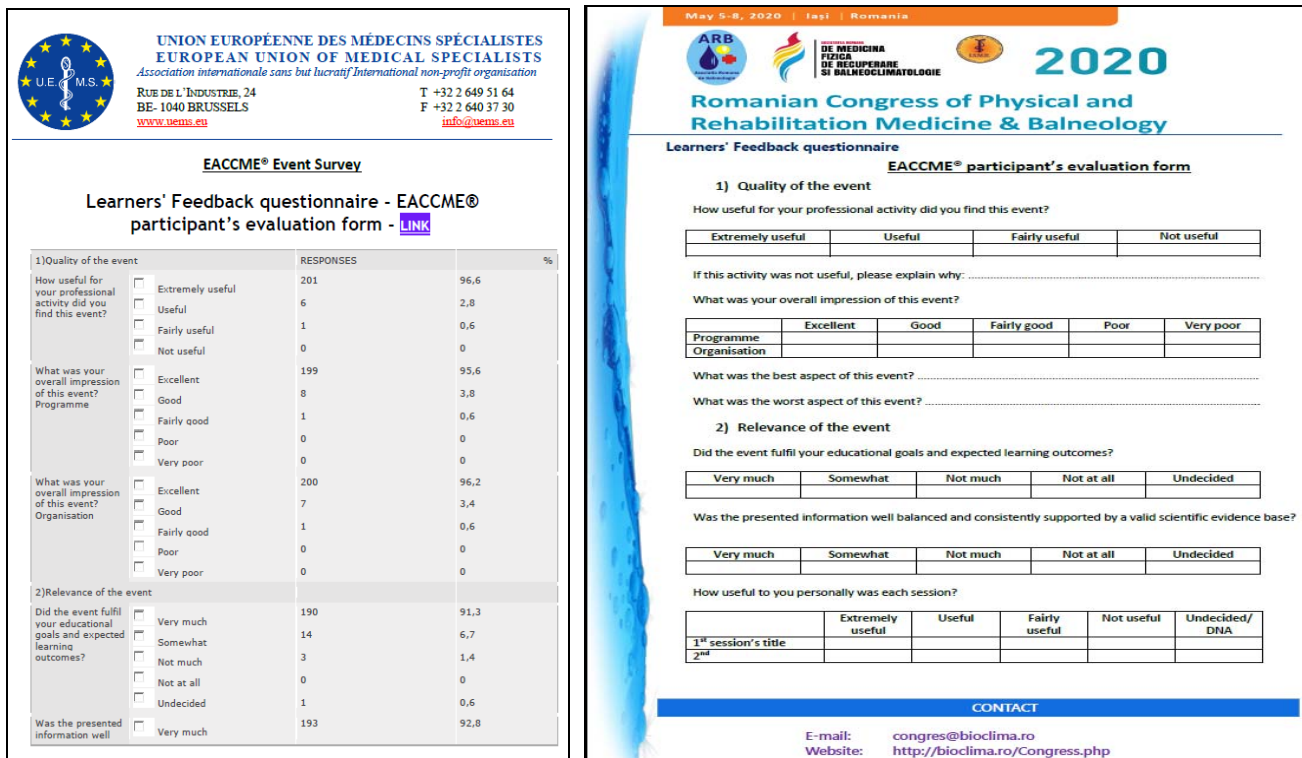 UNION EUROPÉENNE DES MÉDECINS SPÉCIALISTES
EUROPEAN UNION OF MEDICAL SPECIALISTS
Association internationale sans but lucratif International non-profit organisation
U.E. M.S.
RUE DE L'INDUSTRIE, 24 T +32 2 649 51 64
BE- 1040 BRUSSELS F +32 2 640 37 30
www.uems.eu info@uems.eu
EACCME® Event Survey
Learners' Feedback questionnaire - EACCME®
participant's evaluation form - LINK
1)Quality of the event RESPONSES %
How useful for
your professional
activity did you
find this event?
Extremely useful 201 96,6
Useful 6 2,8
Fairly useful 1 0,6
Not useful 0 0
What was your
overall impression
of this event?
Programme
Excellent 199 95,6
Good 8 3,8
Fairly good 1 0,6
Poor 0 0
Very poor 0 0
What was your
overall impression
of this event?
Organisation
Excellent 200 96,2
Good 7 3,4
Fairly good 1 0,6
Poor 0 0
Very poor 0 0
2)Relevance of the event
Did the event fulfil
your educational
goals and expected
learning
outcomes?
Very much 190 91,3
Somewhat 14 6,7
Not much 3 1,4
Not at all 0 0
Undecided 1 0,6
Was the presented
information well
Very much 193 92,8
May 5-8, 2020 | Iași | Romania
ARB
DE MEDICINA
FIZICA
DE RECUPERARE
SI BALNEOCLIMATOLOGIE
2020
Romanian Congress of Physical and
Rehabilitation Medicine & Balneology
Learners' Feedback questionnaire
EACCME® participant's evaluation form
1) Quality of the event
How useful for your professional activity did you find this event?
Extremely useful Useful Fairly useful Not useful
If this activity was not useful, please explain why:
What was your overall impression of this event?
Excellent Good Fairly good Poor Very poor
Programme
Organisation
What was the best aspect of this event?
What was the worst aspect of this event?
2) Relevance of the event
Did the event fulfil your educational goals and expected learning outcomes?
Very much Somewhat Not much Not at all Undecided
Was the presented information well balanced and consistently supported by a valid scientific evidence base?
Very much Somewhat Not much Not at all Undecided
How useful to you personally was each session?
Extremely useful Useful Fairly useful Not useful Undecided/ DNA
1st session's title
2nd
CONTACT
E-mail: congres@bioclima.ro
Website: http://bioclima.ro/Congress.php